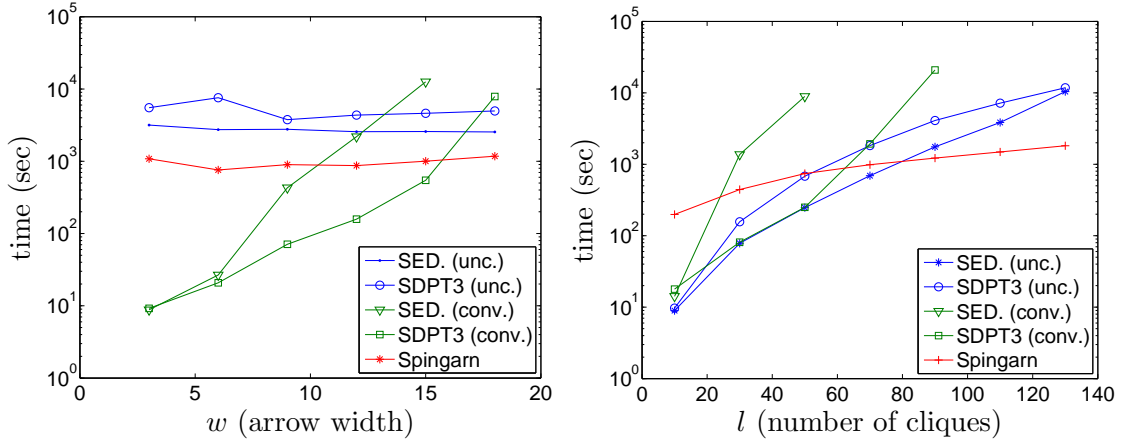 10^5
10^4
10^3
10^2
10^1
10^0
time (sec)
0
5
10
15
20
w (arrow width)
SED. (unc.)
SDPT3 (unc.)
SED. (conv.)
SDPT3 (conv.)
Spingarn
10^5
10^4
10^3
10^2
10^1
10^0
time (sec)
0
20
40
60
80
100
120
140
l (number of cliques)
SED. (unc.)
SDPT3 (unc.)
SED. (conv.)
SDPT3 (conv.)
Spingarn